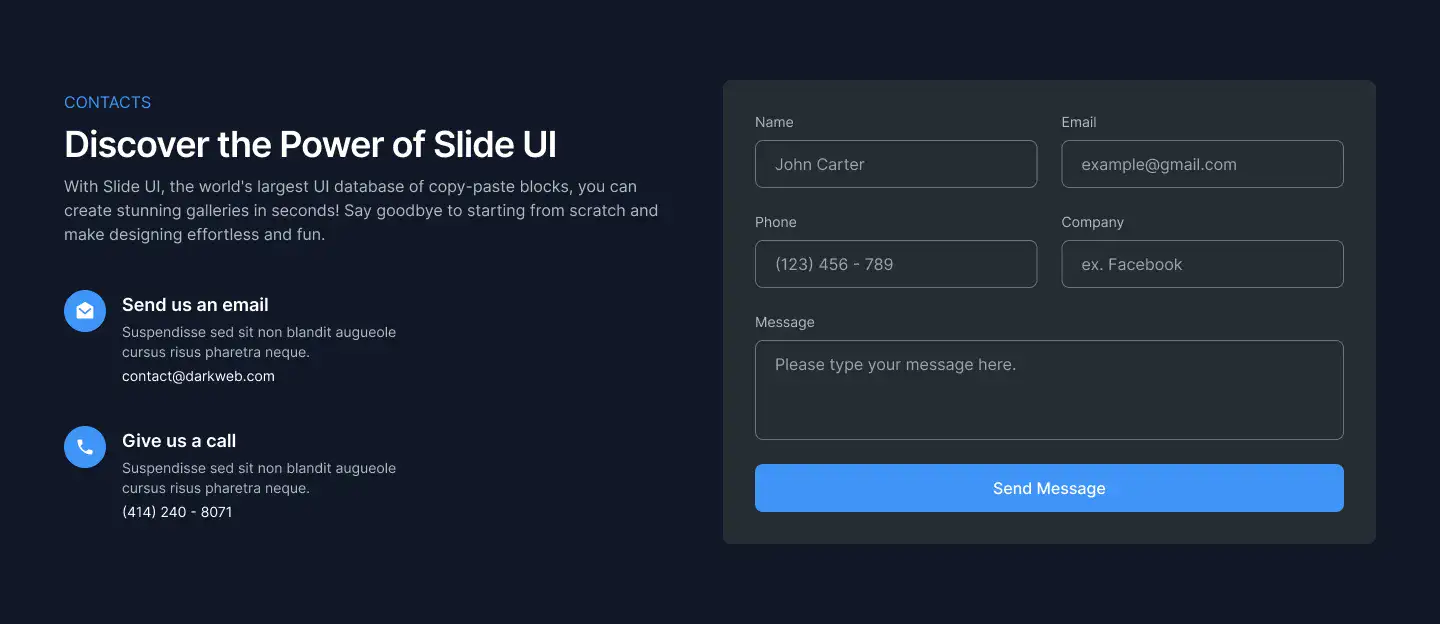 CONTACTS
Discover the Power of Slide UI
With Slide UI, the world's largest UI database of copy-paste blocks, you can
create stunning galleries in seconds! Say goodbye to starting from scratch and
make designing effortless and fun.
Send us an email
Suspendisse sed sit non blandit augueole
cursus risus pharetra neque.
contact@darkweb.com
Give us a call
Suspendisse sed sit non blandit augueole
cursus risus pharetra neque.
(414) 240 - 8071
Name
John Carter
Email
example@gmail.com
Phone
(123) 456 - 789
Company
ex. Facebook
Message
Please type your message here.
Send Message